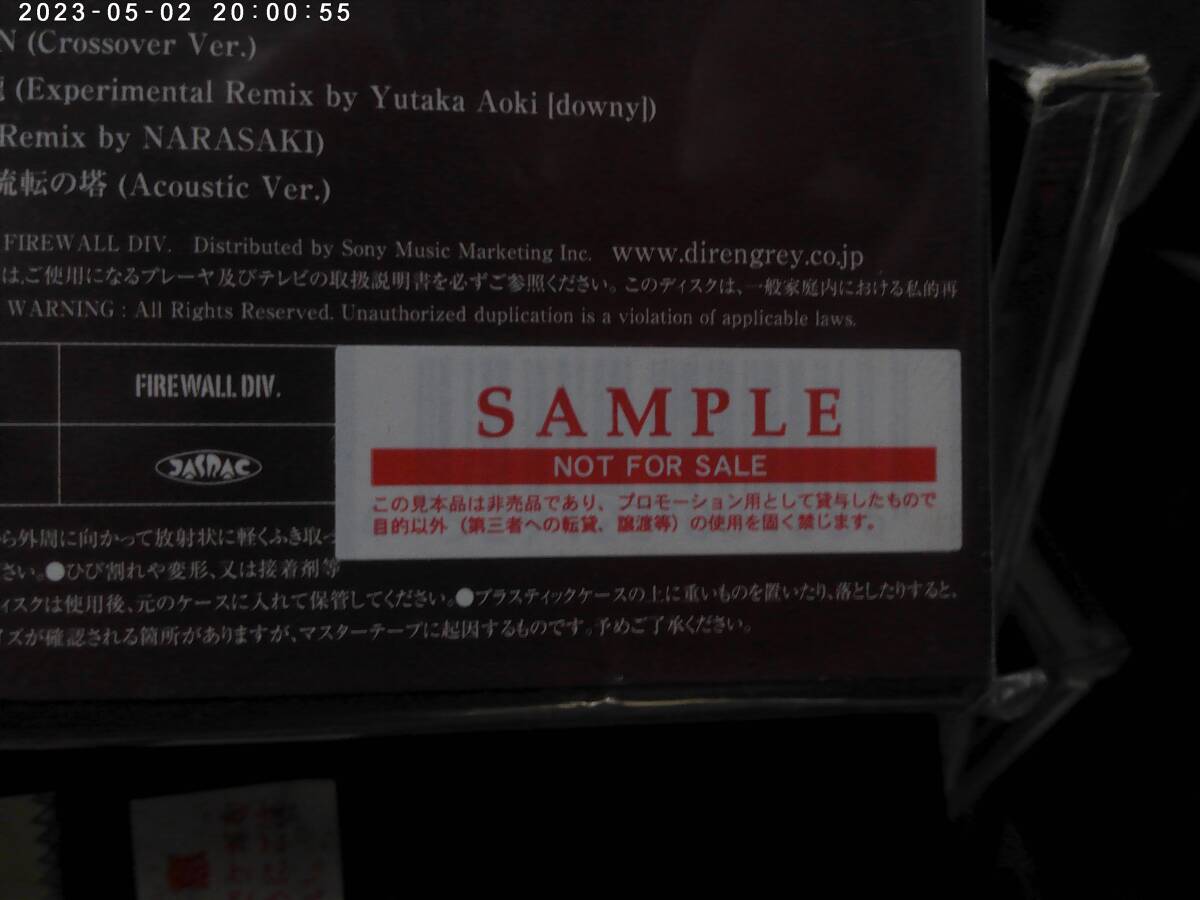 2023-05-02 20:00:55
N (Crossover Ver.)
(Experimental Remix by Yutaka Aoki [downy])
Remix by NARASAKI)
流転の塔 (Acoustic Ver.)
FIREWALL DIV. Distributed by Sony Music Marketing Inc. www.direngrey.co.jp
は、ご使用になるプレーヤ及びテレビの取扱説明書を必ずご参照ください。このディスクは、一般家庭内における私的再
WARNING : All Rights Reserved. Unauthorized duplication is a violation of applicable laws.
FIREWALL DIV.
JASRAC
SAMPLE
NOT FOR SALE
この見本品は非売品であり、プロモーション用として貸与したもので
目的以外（第三者への転貸、譲渡等）の使用を固く禁じます。
ら外周に向かって放射状に軽くふき取っ
さい。●ひび割れや変形、又は接着剤等
ィスクは使用後、元のケースに入れて保管してください。●プラスティックケースの上に重いものを置いたり、落としたりすると、
イズが確認される箇所がありますが、マスターテープに起因するものです。予めご了承ください。